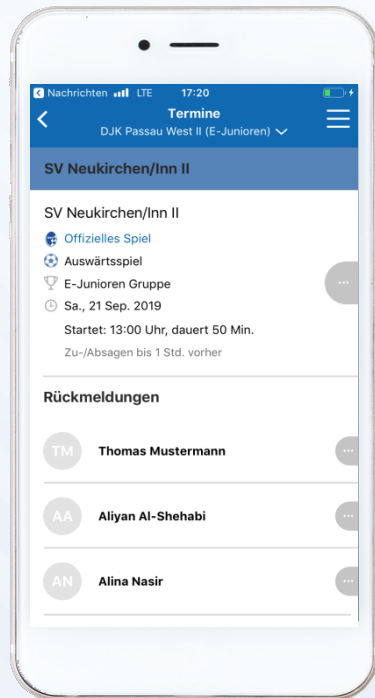 Nachrichten LTE 17:20
Termine
DJK Passau West II (E-Junioren)
SV Neukirchen/Inn II
SV Neukirchen/Inn II
Offizielles Spiel
Auswärtsspiel
E-Junioren Gruppe
Sa., 21 Sep. 2019
Startet: 13:00 Uhr, dauert 50 Min.
Zu-/Absagen bis 1 Std. vorher
Rückmeldungen
TM Thomas Mustermann
AA Aliyan Al-Shehabi
AN Alina Nasir